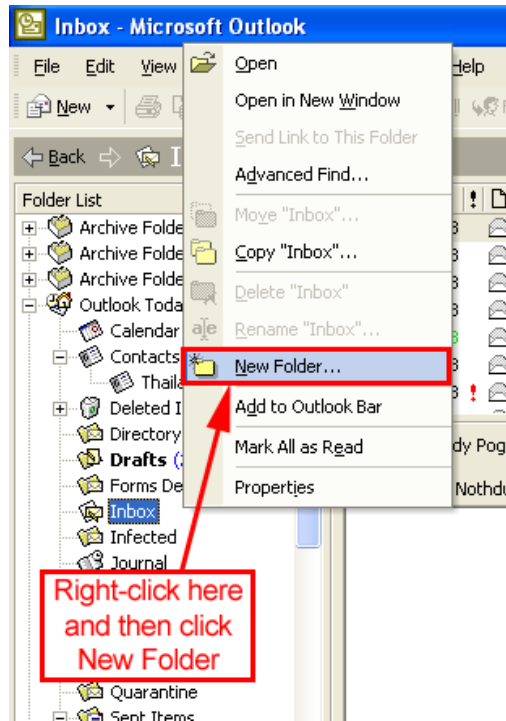 Inbox - Microsoft Outlook
File Edit View Help
New
Back
Open
Open in New Window
Send Link to This Folder
Advanced Find...
Move "Inbox"...
Copy "Inbox"...
Delete "Inbox"
Rename "Inbox"...
New Folder...
Add to Outlook Bar
Mark All as Read
Properties
Folder List
Archive Folde
Archive Folde
Archive Folde
Outlook Toda
Calendar
Contacts
Thaila
Deleted I
Directory
Drafts (
Forms De
Inbox
Infected
Journal
Right-click here
and then click
New Folder
Quarantine
Sent Items
dy Pog
Nothdu